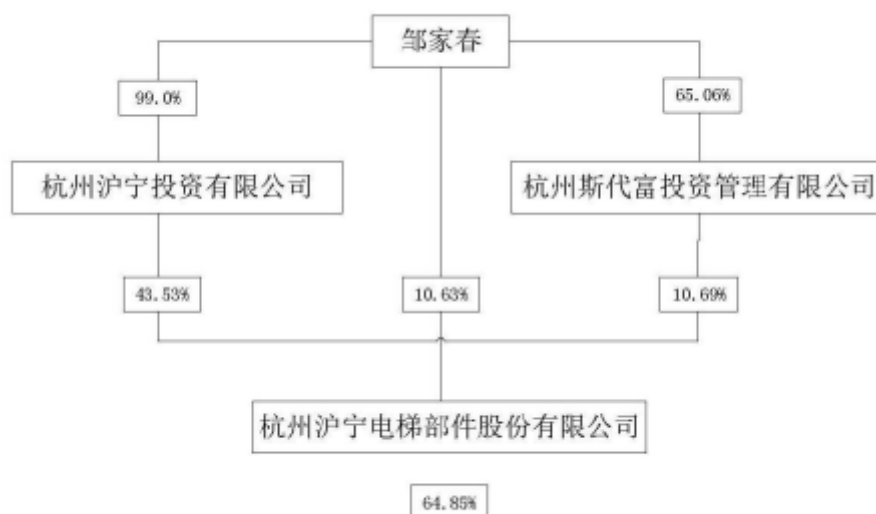 邹家春
99.0%
65.06%
杭州沪宁投资有限公司
杭州斯代富投资管理有限公司
43.53%
10.63%
10.69%
杭州沪宁电梯部件股份有限公司
64.85%